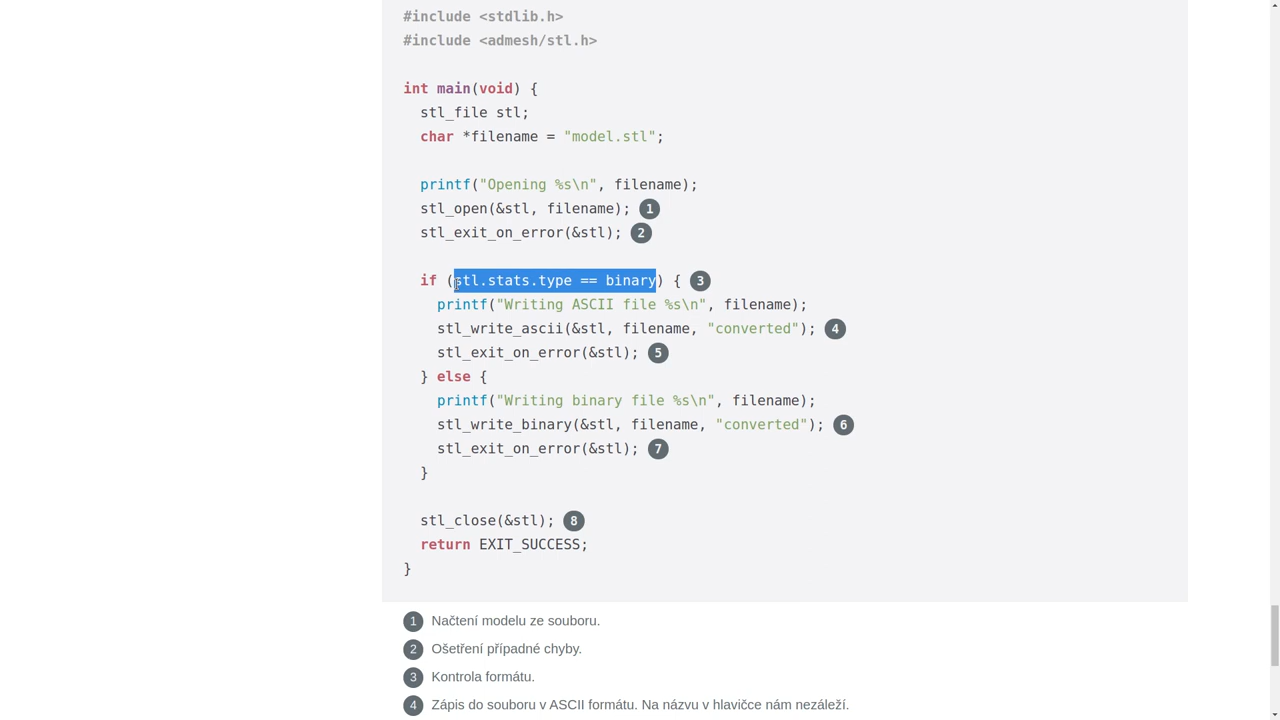 #include <stdlib.h>
#include <admesh/stl.h>
int main(void) {
stl_file stl;
char *filename = "model.stl";
printf("Opening %s\n", filename);
stl_open(&stl, filename); 1
stl_exit_on_error(&stl); 2
if (stl.stats.type == binary) { 3
printf("Writing ASCII file %s\n", filename);
stl_write_ascii(&stl, filename, "converted"); 4
stl_exit_on_error(&stl); 5
} else {
printf("Writing binary file %s\n", filename);
stl_write_binary(&stl, filename, "converted"); 6
stl_exit_on_error(&stl); 7
}
stl_close(&stl); 8
return EXIT_SUCCESS;
}
1 Načtení modelu ze souboru.
2 Ošetření případné chyby.
3 Kontrola formátu.
4 Zápis do souboru v ASCII formátu. Na názvu v hlavičce nám nezáleží.